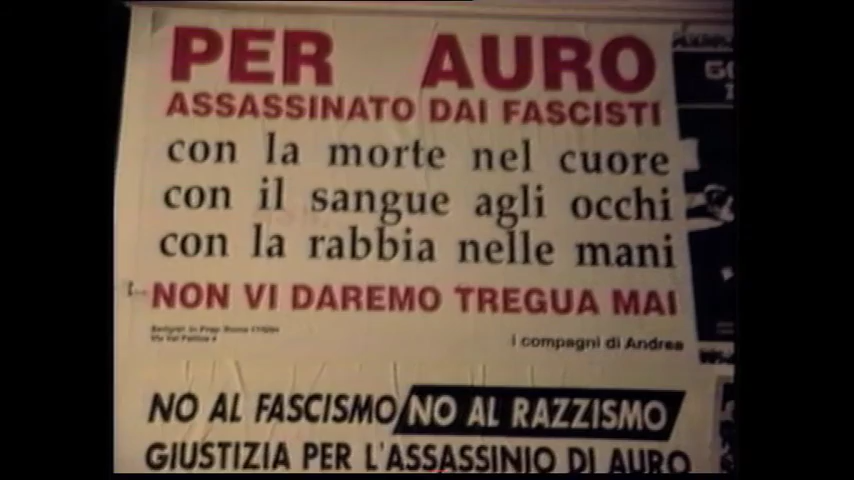 PER AURO
ASSASSINATO DAI FASCISTI
con la morte nel cuore
con il sangue agli occhi
con la rabbia nelle mani
NON VI DAREMO TREGUA MAI
i compagni di Andrea
NO AL FASCISMO NO AL RAZZISMO
GIUSTIZIA PER L'ASSASSINIO DI AURO